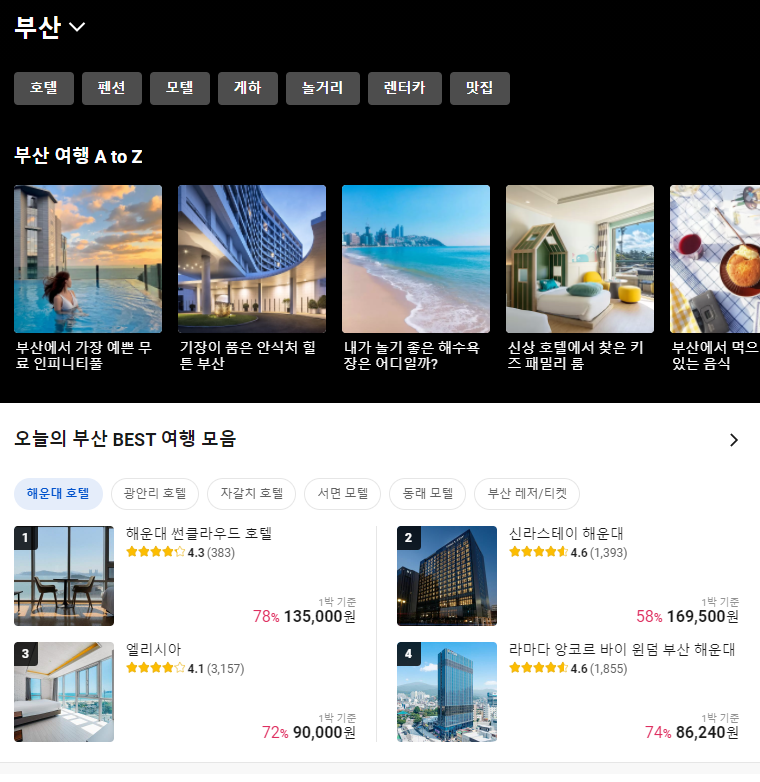 부산
호텔 펜션 모텔 게하 놀거리 렌터카 맛집
부산 여행 A to Z
부산에서 가장 예쁜 무
료 인피니티풀
기장이 품은 안식처 힐
튼 부산
내가 놀기 좋은 해수욕
장은 어디일까?
신상 호텔에서 찾은 키
즈 패밀리 룸
부산에서 먹으
있는 음식
오늘의 부산 BEST 여행 모음
해운대 호텔 광안리 호텔 자갈치 호텔 서면 모텔 동래 모텔 부산 레저/티켓
1
해운대 썬클라우드 호텔
4.3 (383)
1박 기준
78% 135,000원
2
신라스테이 해운대
4.6 (1,393)
1박 기준
58% 169,500원
3
엘리시아
4.1 (3,157)
1박 기준
72% 90,000원
4
라마다 앙코르 바이 윈덤 부산 해운대
4.6 (1,855)
1박 기준
74% 86,240원